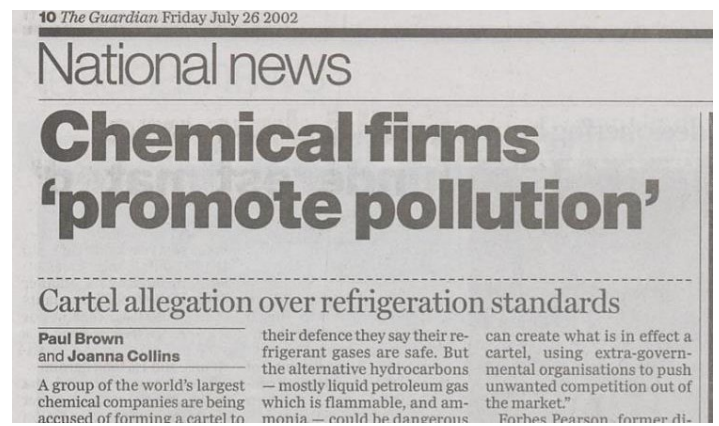 10 The Guardian Friday July 26 2002
National news
Chemical firms
‘promote pollution’
Cartel allegation over refrigeration standards
Paul Brown
and Joanna Collins
A group of the world’s largest
chemical companies are being
accused of forming a cartel to
their defence they say their re-
frigerant gases are safe. But
the alternative hydrocarbons
— mostly liquid petroleum gas
which is flammable, and am-
monia — could be dangerous
can create what is in effect a
cartel, using extra-govern-
mental organisations to push
unwanted competition out of
the market.”
Forbes Pearson, former di-